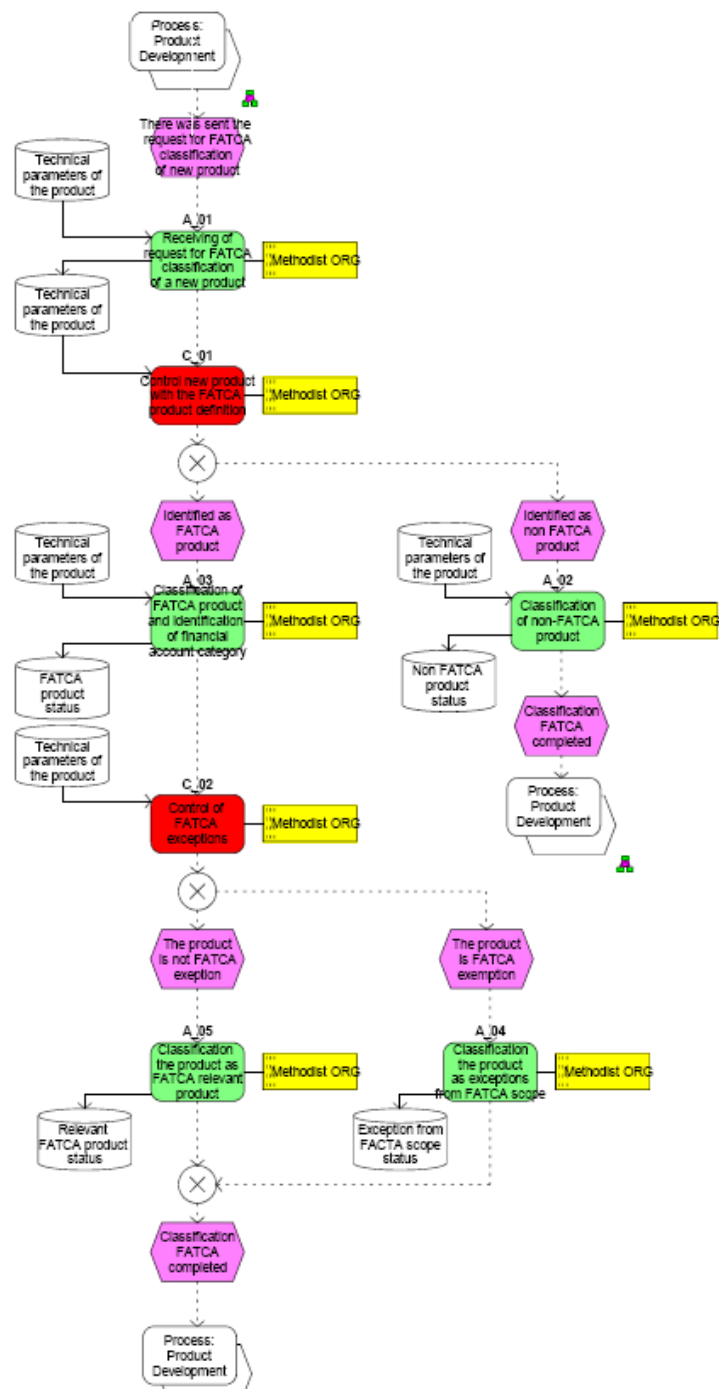 Process:
Product
Development
There was sent the
request for FATCA
classification
of new product
Technical
parameters of
the product
A_01
Receiving of
request for FATCA
classification
of a new product
Methodist ORG
Technical
parameters of
the product
C_01
Control new product
with the FATCA
product definition
Methodist ORG
Identified as
FATCA
product
Identified as
non FATCA
product
Technical
parameters of
the product
A_03
Classification of
FATCA product
and identification
of financial
account category
Methodist ORG
Technical
parameters of
the product
A_02
Classification
of non-FATCA
product
Methodist ORG
FATCA
product
status
Non FATCA
product
status
Classification
FATCA
completed
Technical
parameters of
the product
Process:
Product
Development
C_02
Control of
FATCA
exceptions
Methodist ORG
The product
is not FATCA
exeption
The product
is FATCA
exemption
A_05
Classification
the product as
FATCA relevant
product
Methodist ORG
A_04
Classification
the product
as exceptions
from FATCA scope
Methodist ORG
Relevant
FATCA product
status
Exception from
FACTA scope
status
Classification
FATCA
completed
Process:
Product
Development